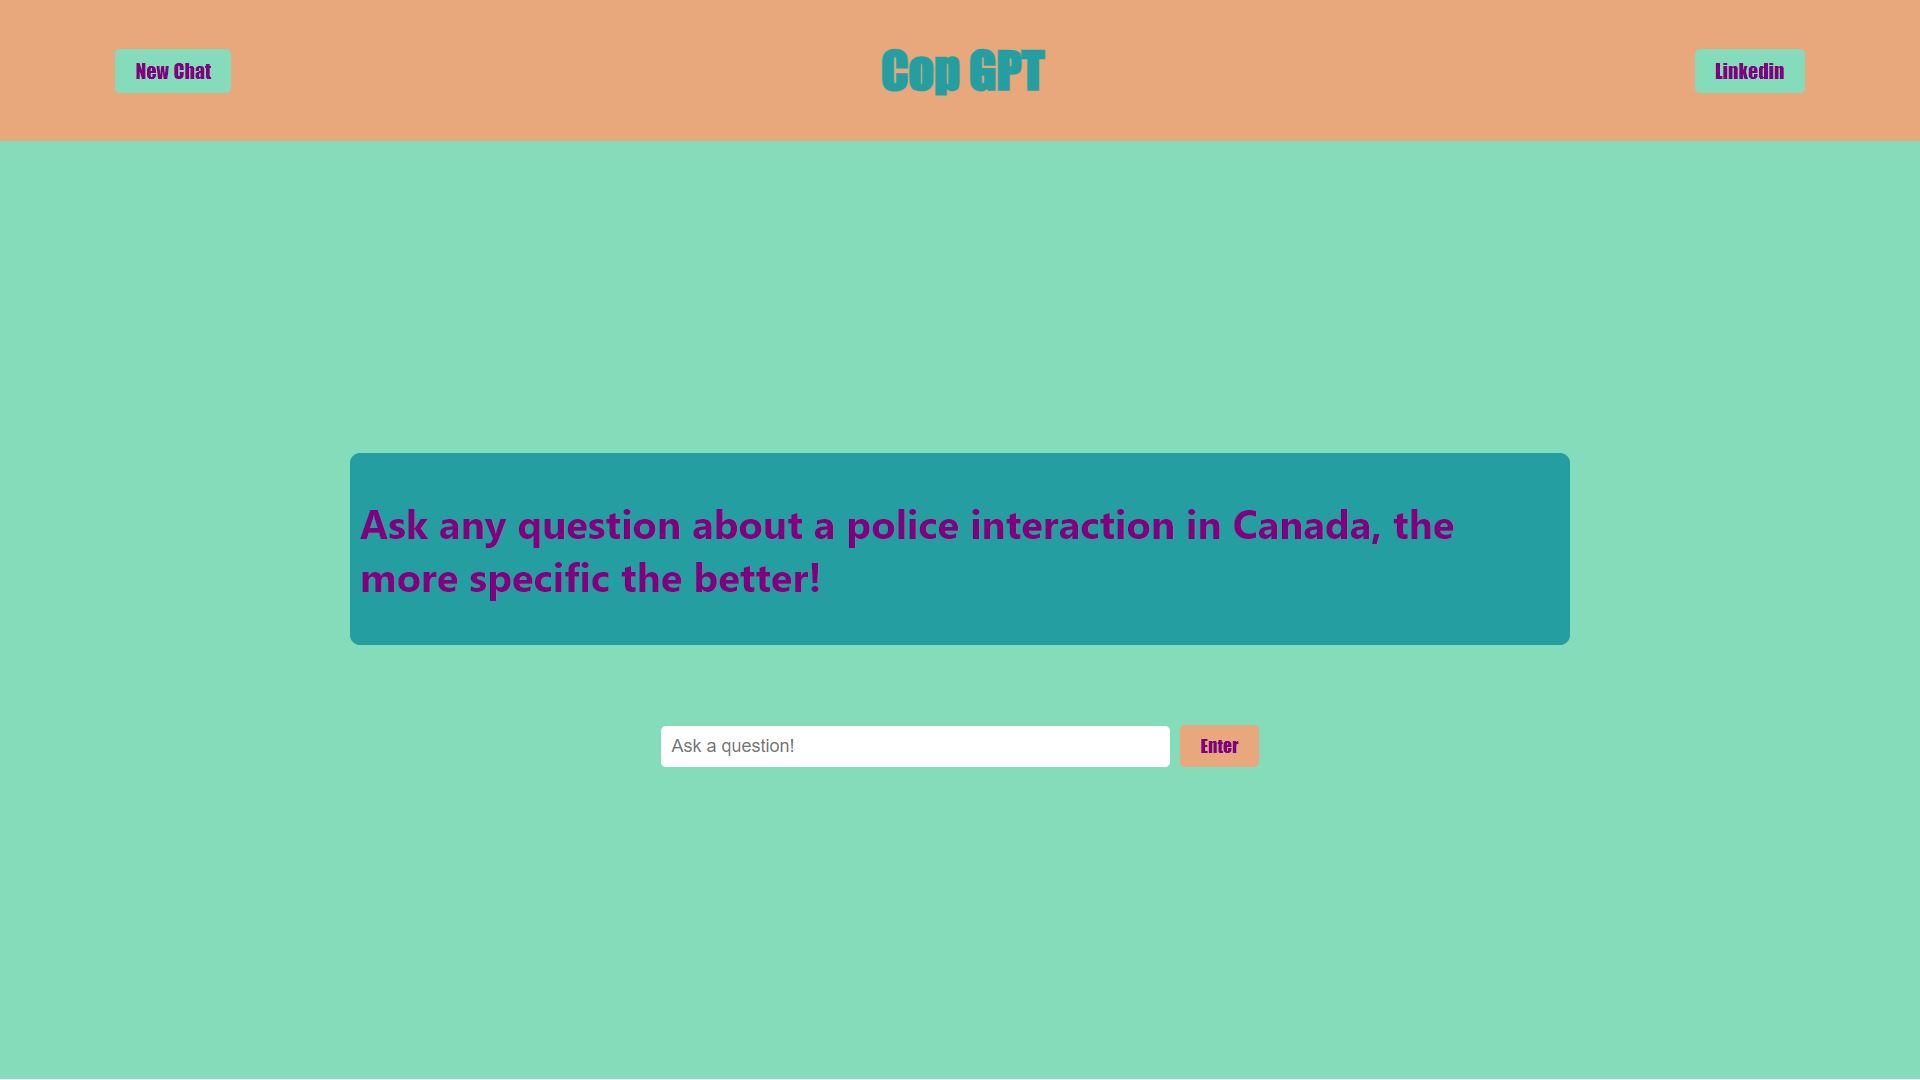 New Chat
Cop GPT
Linkedin
Ask any question about a police interaction in Canada, the
more specific the better!
Ask a question!
Enter